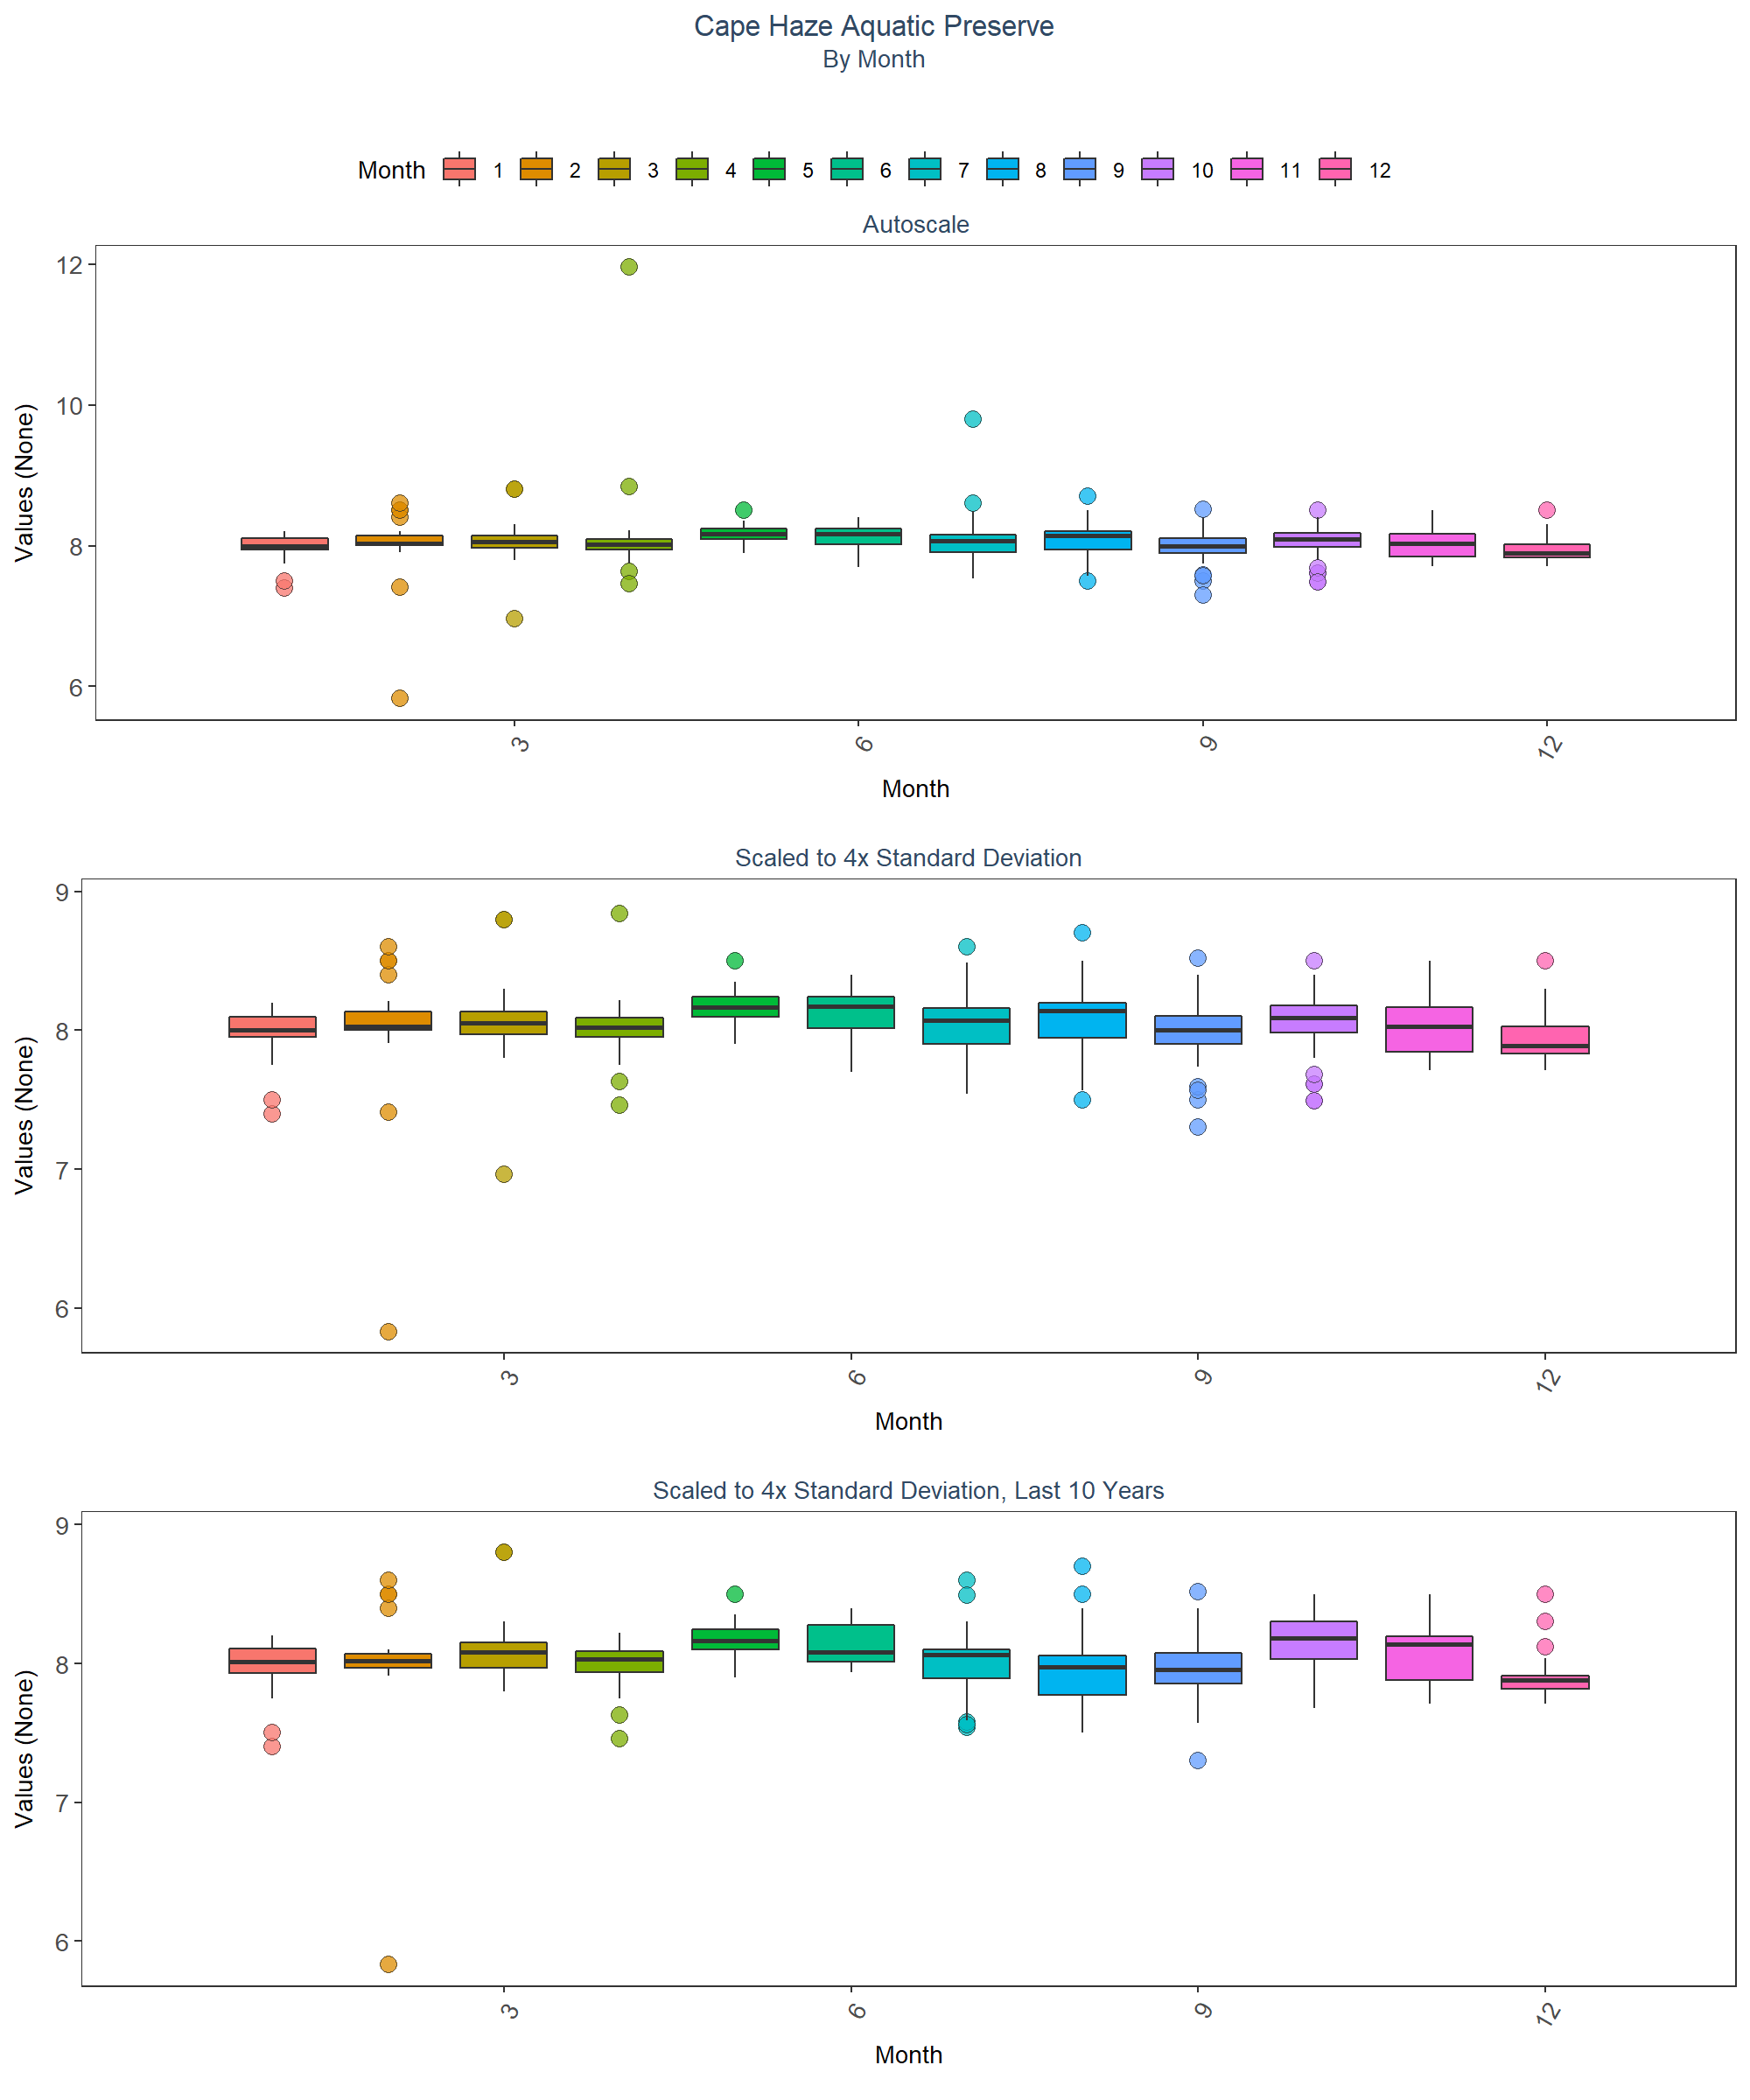 Cape Haze Aquatic Preserve
By Month
Month 1 2 3 4 5 6 7 8 9 10 11 12
Autoscale
12
10
8
6
Values (None)
3 6 9 12
Month
Scaled to 4x Standard Deviation
9
8
7
6
Values (None)
3 6 9 12
Month
Scaled to 4x Standard Deviation, Last 10 Years
9
8
7
6
Values (None)
3 6 9 12
Month